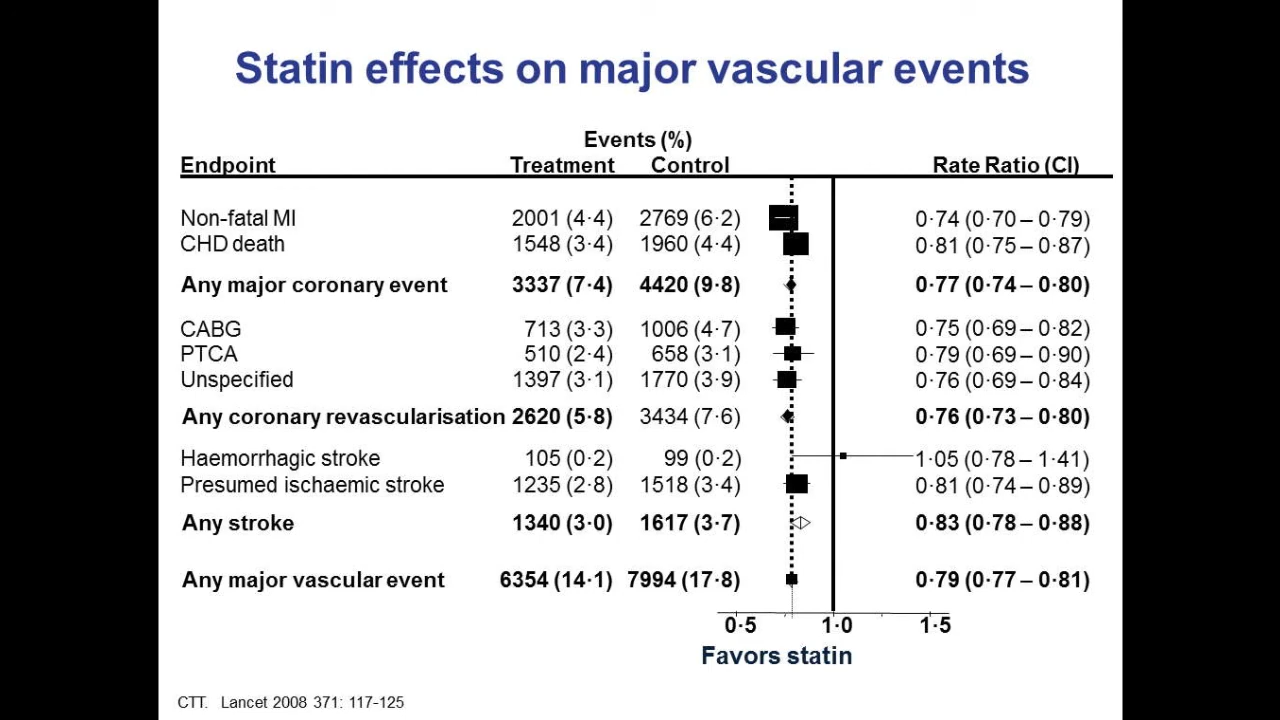 Statin effects on major vascular events
Events (%)
Endpoint Treatment Control Rate Ratio (CI)
Non-fatal MI 2001 (4·4) 2769 (6·2) 0·74 (0·70 – 0·79)
CHD death 1548 (3·4) 1960 (4·4) 0·81 (0·75 – 0·87)
Any major coronary event 3337 (7·4) 4420 (9·8) 0·77 (0·74 – 0·80)
CABG 713 (3·3) 1006 (4·7) 0·75 (0·69 – 0·82)
PTCA 510 (2·4) 658 (3·1) 0·79 (0·69 – 0·90)
Unspecified 1397 (3·1) 1770 (3·9) 0·76 (0·69 – 0·84)
Any coronary revascularisation 2620 (5·8) 3434 (7·6) 0·76 (0·73 – 0·80)
Haemorrhagic stroke 105 (0·2) 99 (0·2) 1·05 (0·78 – 1·41)
Presumed ischaemic stroke 1235 (2·8) 1518 (3·4) 0·81 (0·74 – 0·89)
Any stroke 1340 (3·0) 1617 (3·7) 0·83 (0·78 – 0·88)
Any major vascular event 6354 (14·1) 7994 (17·8) 0·79 (0·77 – 0·81)
0·5 1·0 1·5
Favors statin
CTT. Lancet 2008 371: 117-125